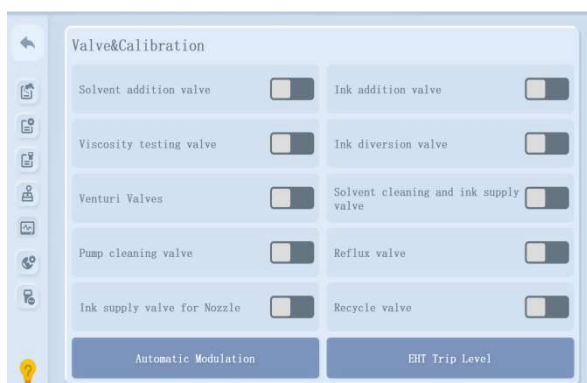 Valve&Calibration
Solvent addition valve
Ink addition valve
Viscosity testing valve
Ink diversion valve
Venturi Valves
Solvent cleaning and ink supply
valve
Pump cleaning valve
Reflux valve
Ink supply valve for Nozzle
Recycle valve
Automatic Modulation
EHT Trip Level